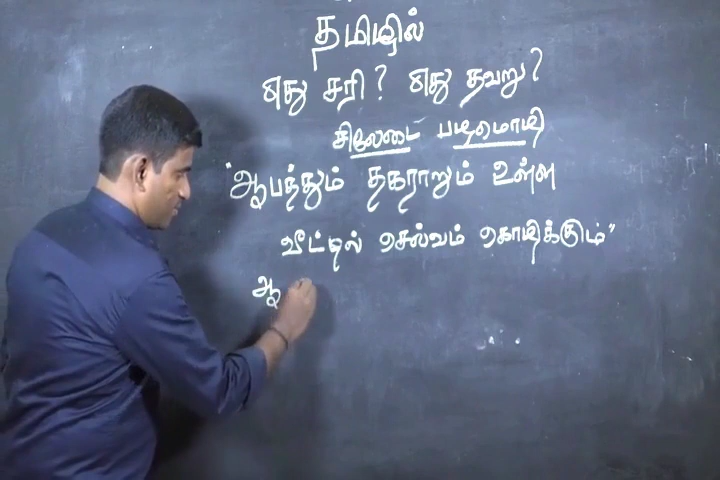 தமிழில்
எது சரி? எது தவறு?
சிலேடை பழமொழி
"ஆபத்தும் தகராறும் உள்ள
வீட்டில் செல்வம் கொழிக்கும்"
ஆ